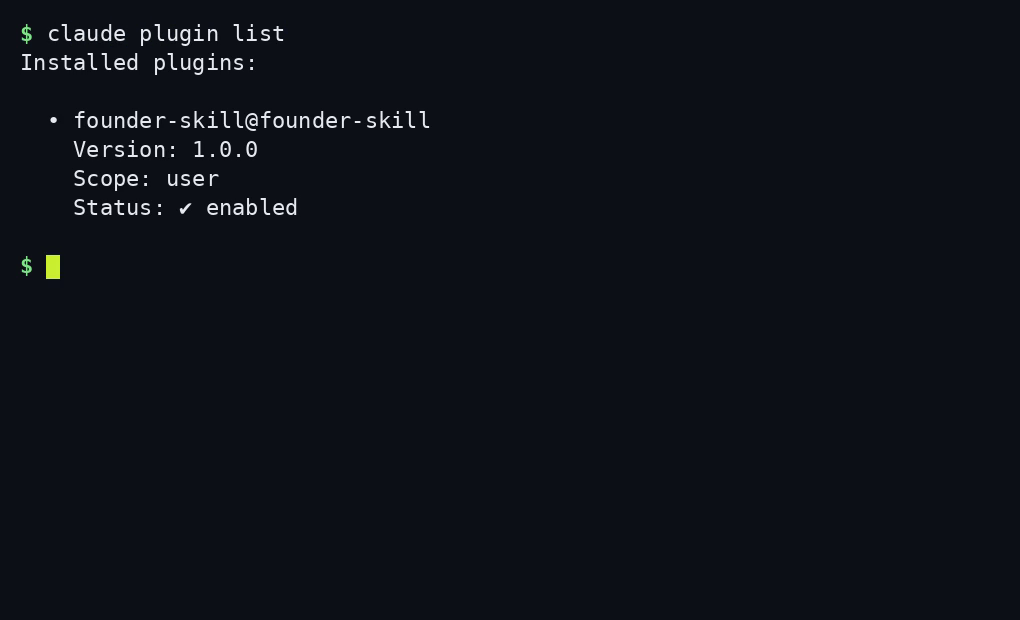 $ claude plugin list
Installed plugins:
• founder-skill@founder-skill
Version: 1.0.0
Scope: user
Status: ✔ enabled
$